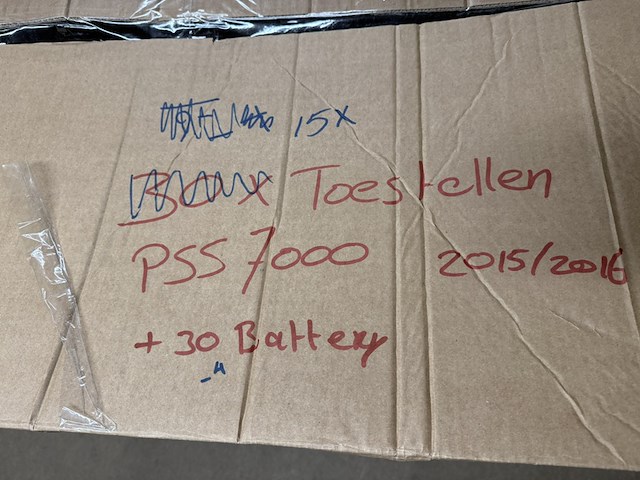 15x
Toestellen
PSS 7000 2015/2016
+ 30 Battery